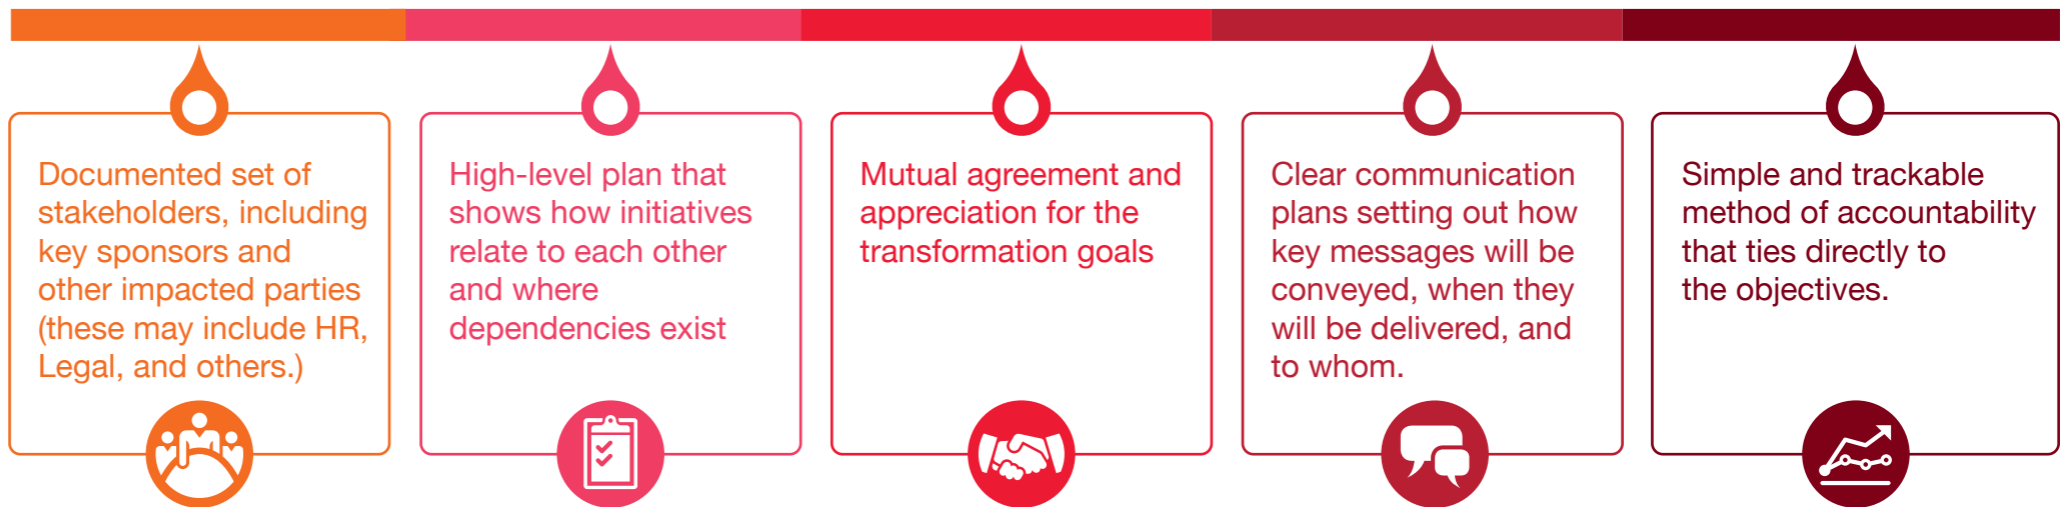 Documented set of
stakeholders, including
key sponsors and
other impacted parties
(these may include HR,
Legal, and others.)
High-level plan that
shows how initiatives
relate to each other
and where
dependencies exist
Mutual agreement and
appreciation for the
transformation goals
Clear communication
plans setting out how
key messages will be
conveyed, when they
will be delivered, and
to whom.
Simple and trackable
method of accountability
that ties directly to
the objectives.